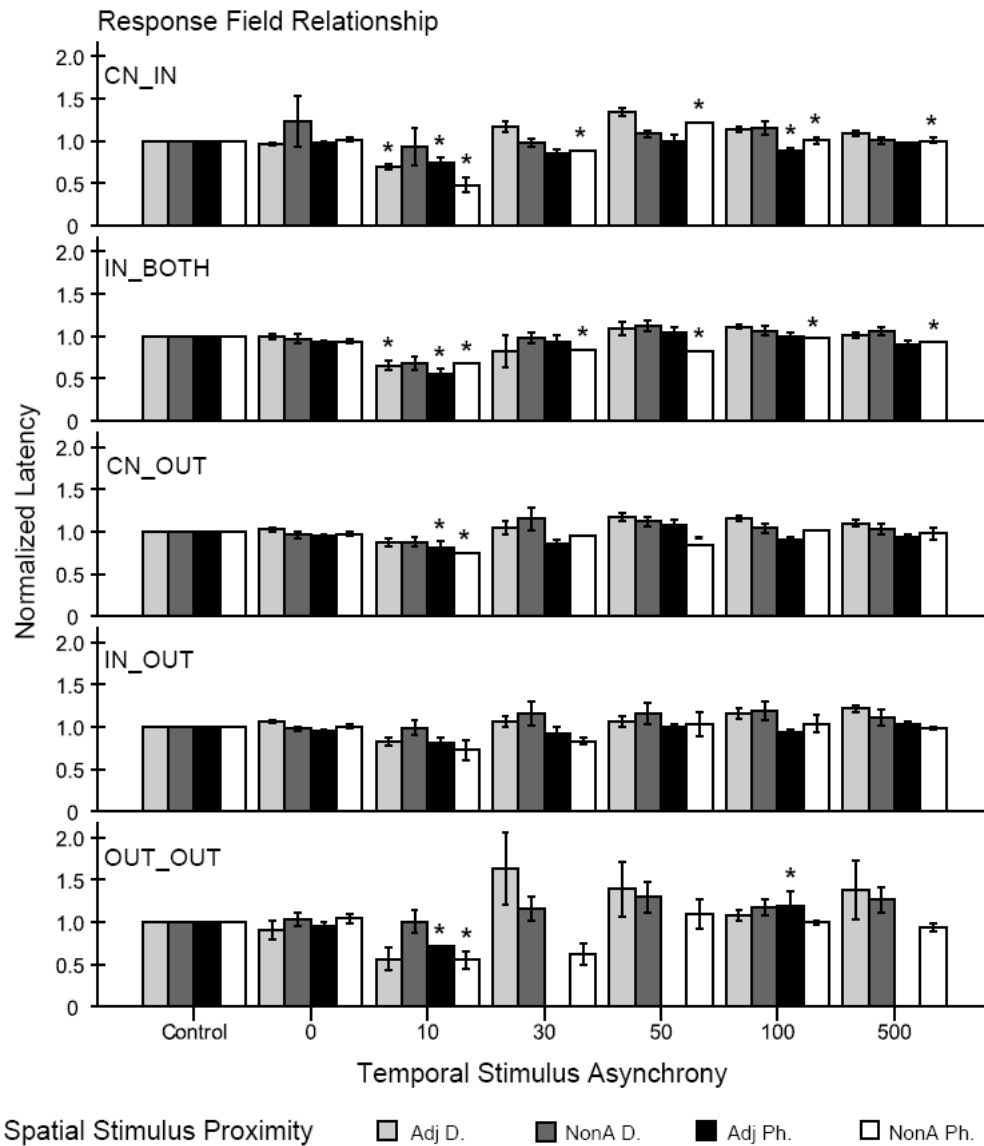 Response Field Relationship
2.0
CN_IN
1.5
* * * *
1.0
* * *
0.5
*
0
2.0
IN_BOTH
1.5
1.0
* * * * * * *
0.5
0
2.0
CN_OUT
1.5
1.0
* *
0.5
0
2.0
IN_OUT
1.5
1.0
0.5
0
2.0
OUT_OUT
1.5
*
1.0
* *
0.5
0
Normalized Latency
Control 0 10 30 50 100 500
Temporal Stimulus Asynchrony
Spatial Stimulus Proximity Adj D. NonA D. Adj Ph. NonA Ph.